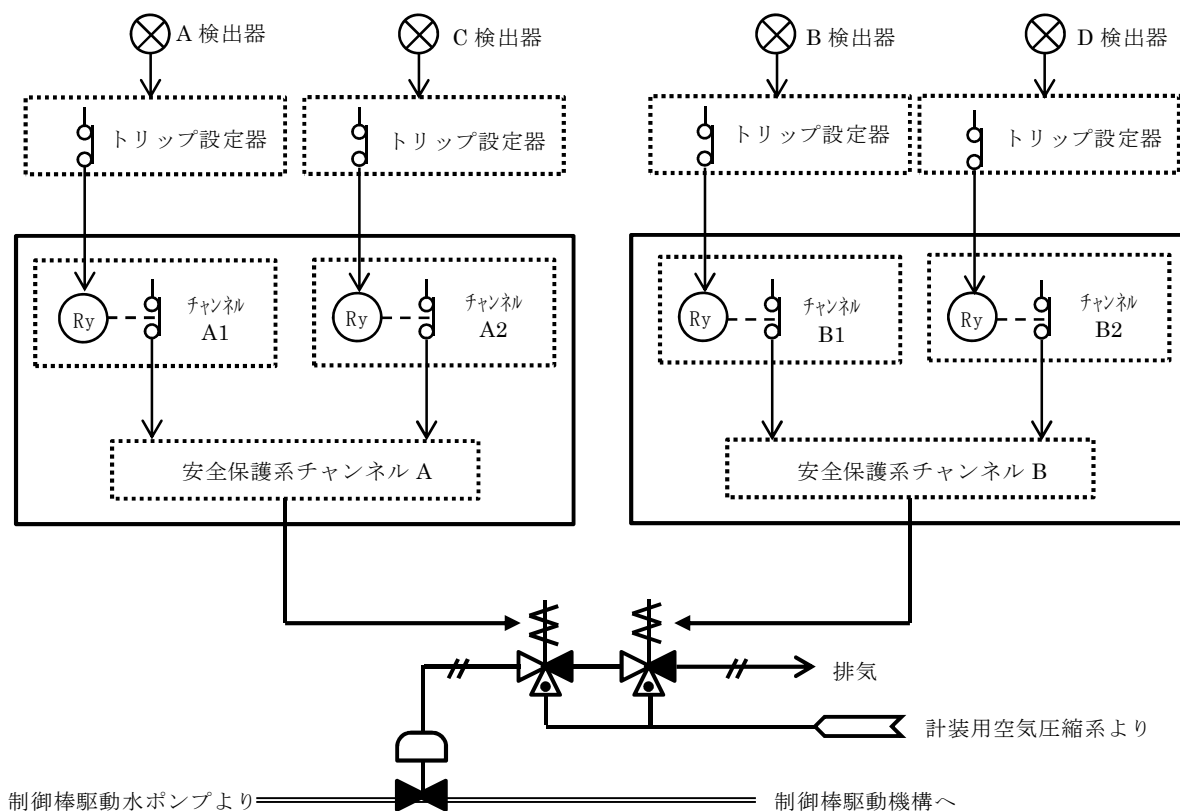 A 検出器
C 検出器
B 検出器
D 検出器
トリップ設定器
トリップ設定器
トリップ設定器
トリップ設定器
Ry
チャンネル
A1
Ry
チャンネル
A2
Ry
チャンネル
B1
Ry
チャンネル
B2
安全保護系チャンネル A
安全保護系チャンネル B
排気
計装用空気圧縮系より
制御棒駆動水ポンプより
制御棒駆動機構へ